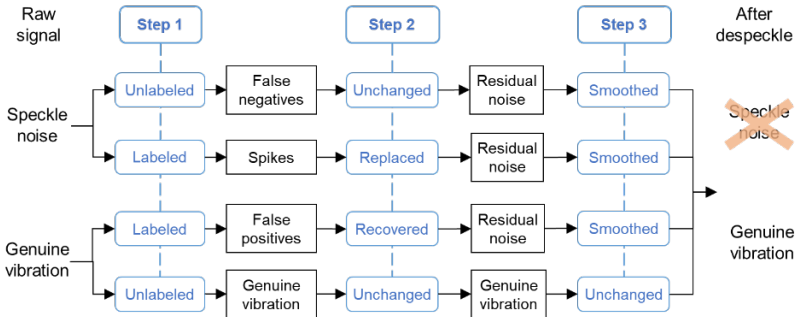 Raw
signal
Step 1
Step 2
Step 3
After
despeckle
Speckle
noise
Unlabeled
False
negatives
Unchanged
Residual
noise
Smoothed
Labeled
Spikes
Replaced
Residual
noise
Smoothed
Speckle
noise
Genuine
vibration
Labeled
False
positives
Recovered
Residual
noise
Smoothed
Unlabeled
Genuine
vibration
Unchanged
Genuine
vibration
Unchanged
Genuine
vibration